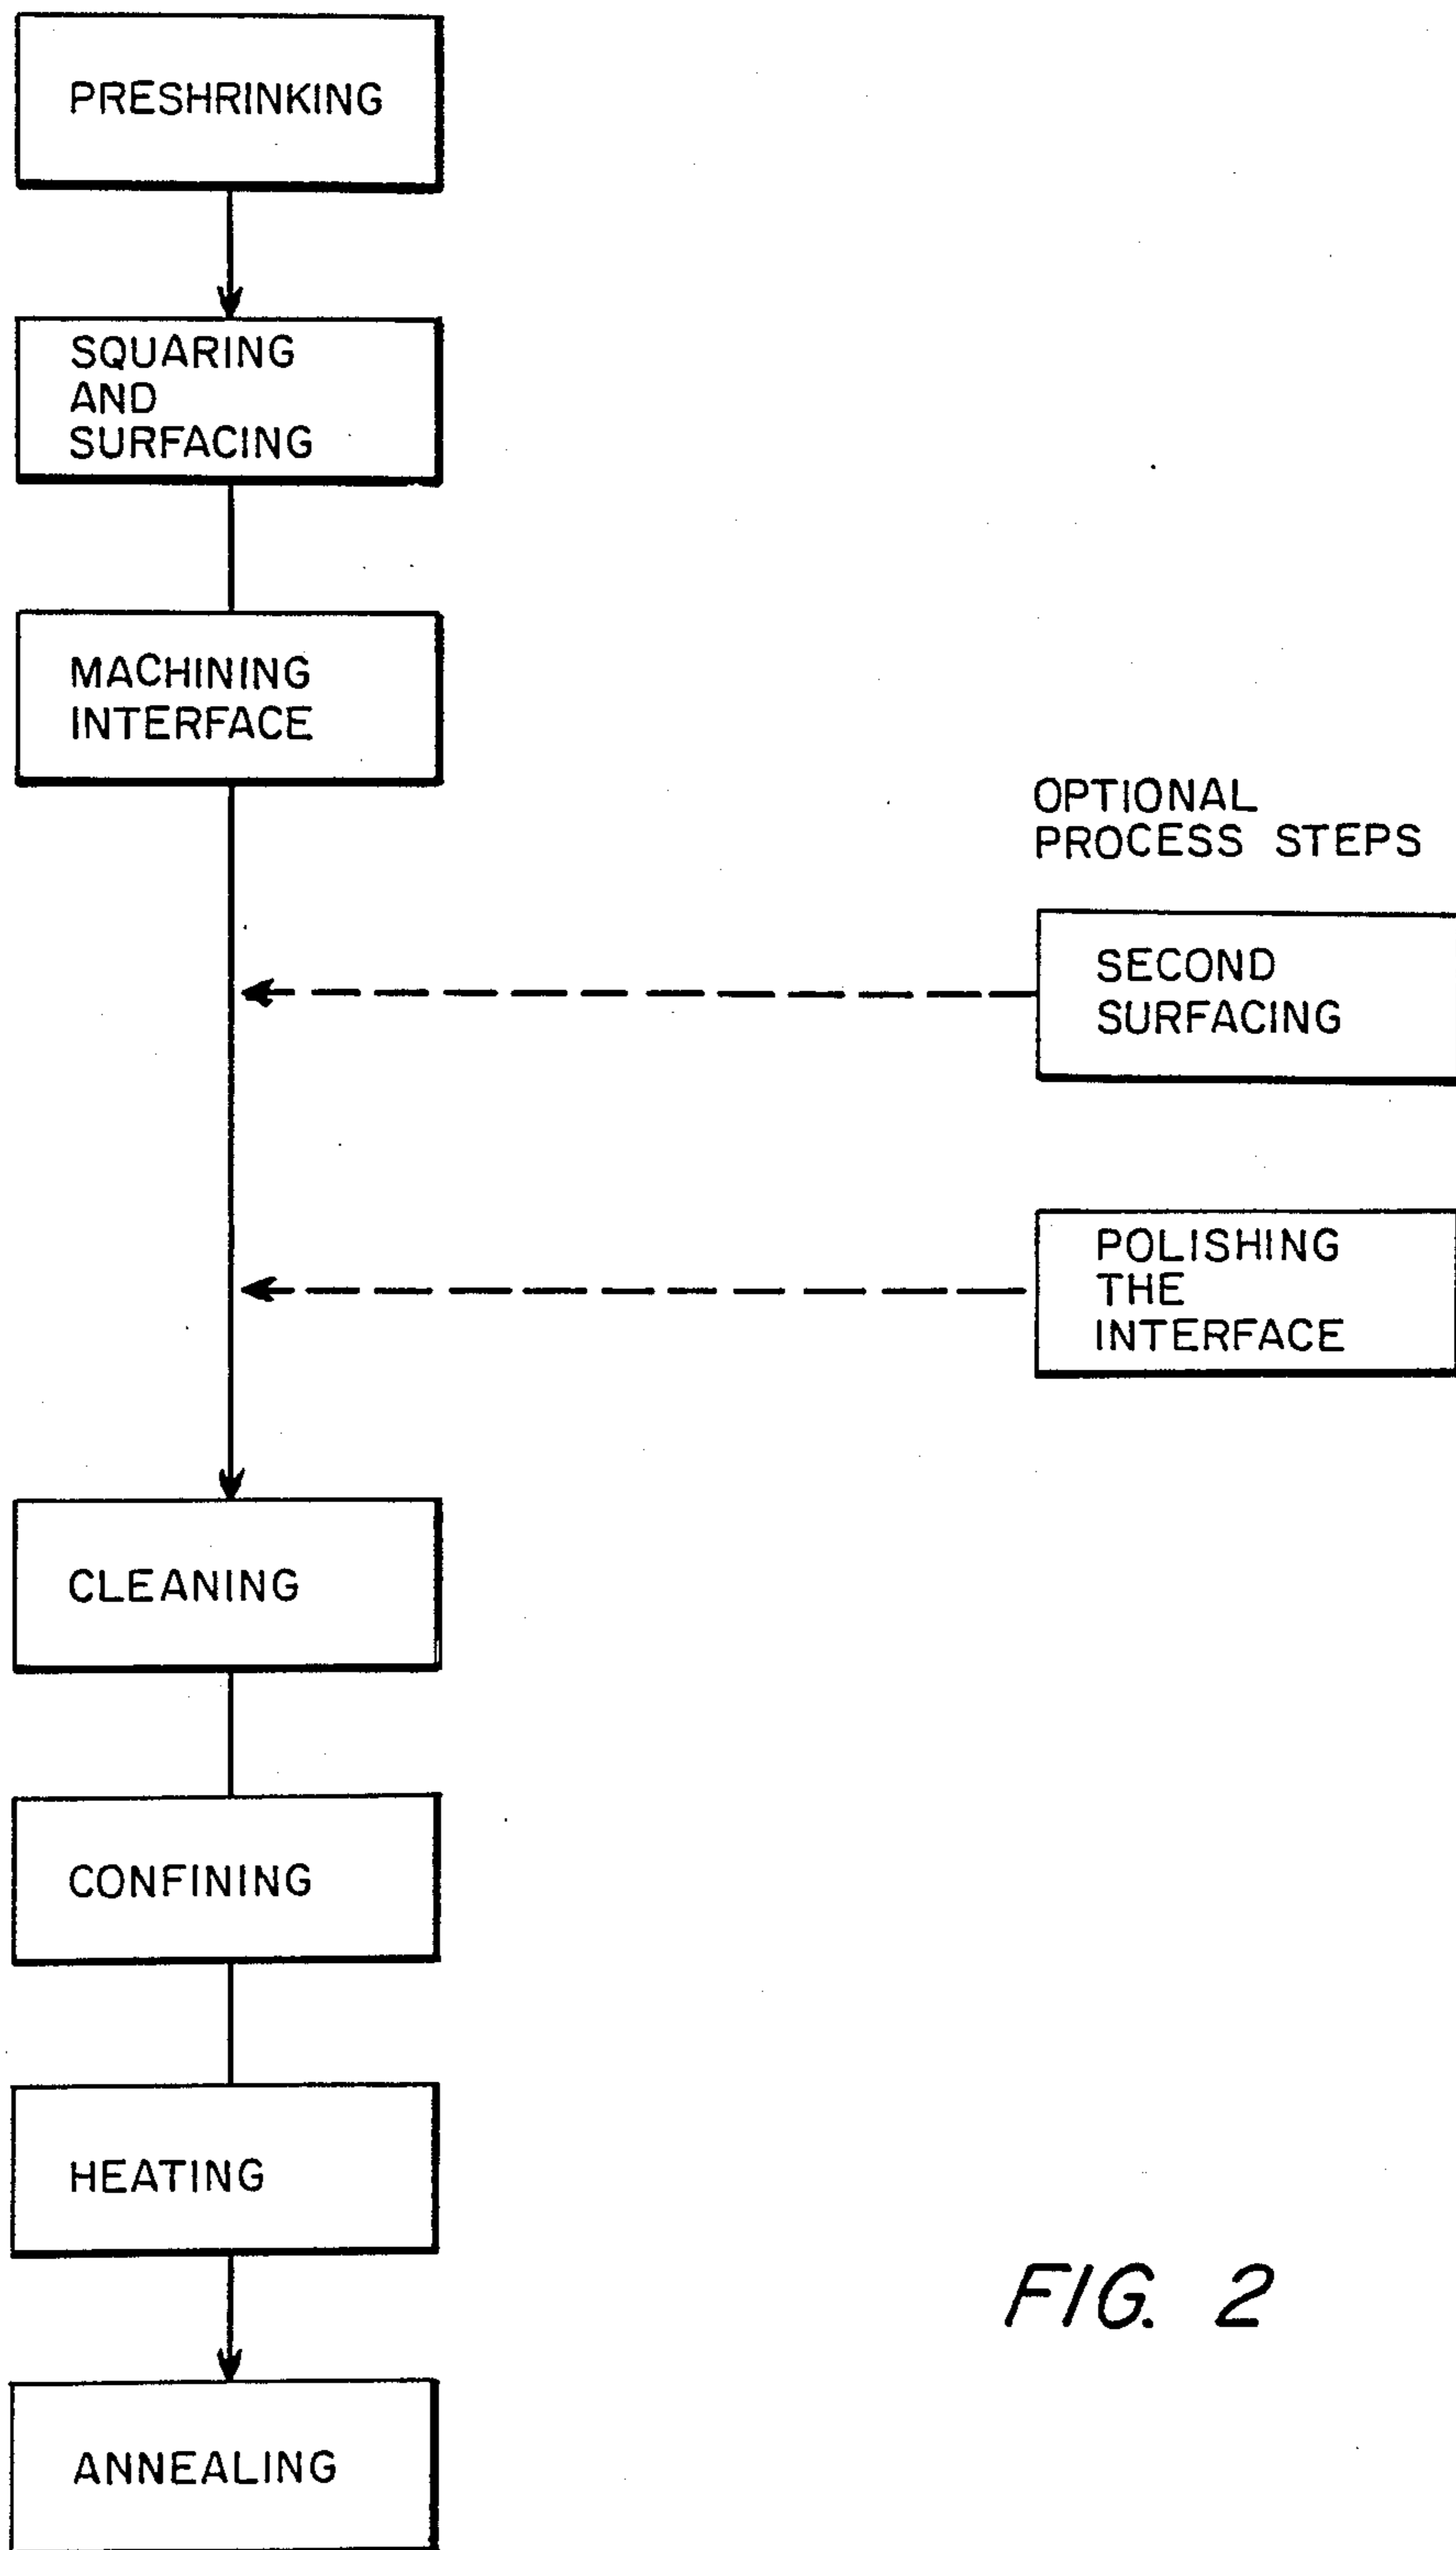 PRESHRINKING
SQUARING
AND
SURFACING
MACHINING
INTERFACE
OPTIONAL
PROCESS STEPS
SECOND
SURFACING
POLISHING
THE
INTERFACE
CLEANING
CONFINING
HEATING
ANNEALING
FIG. 2